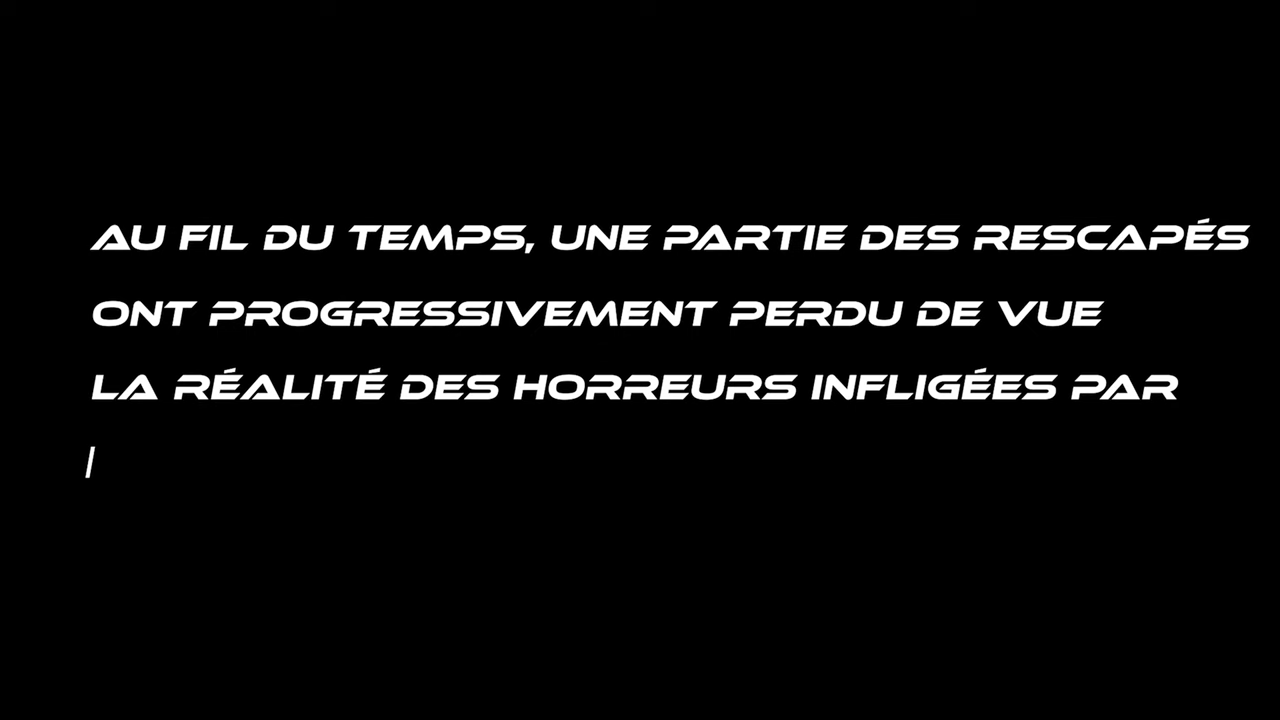 AU FIL DU TEMPS, UNE PARTIE DES RESCAPÉS
ONT PROGRESSIVEMENT PERDU DE VUE
LA RÉALITÉ DES HORREURS INFLIGÉES PAR